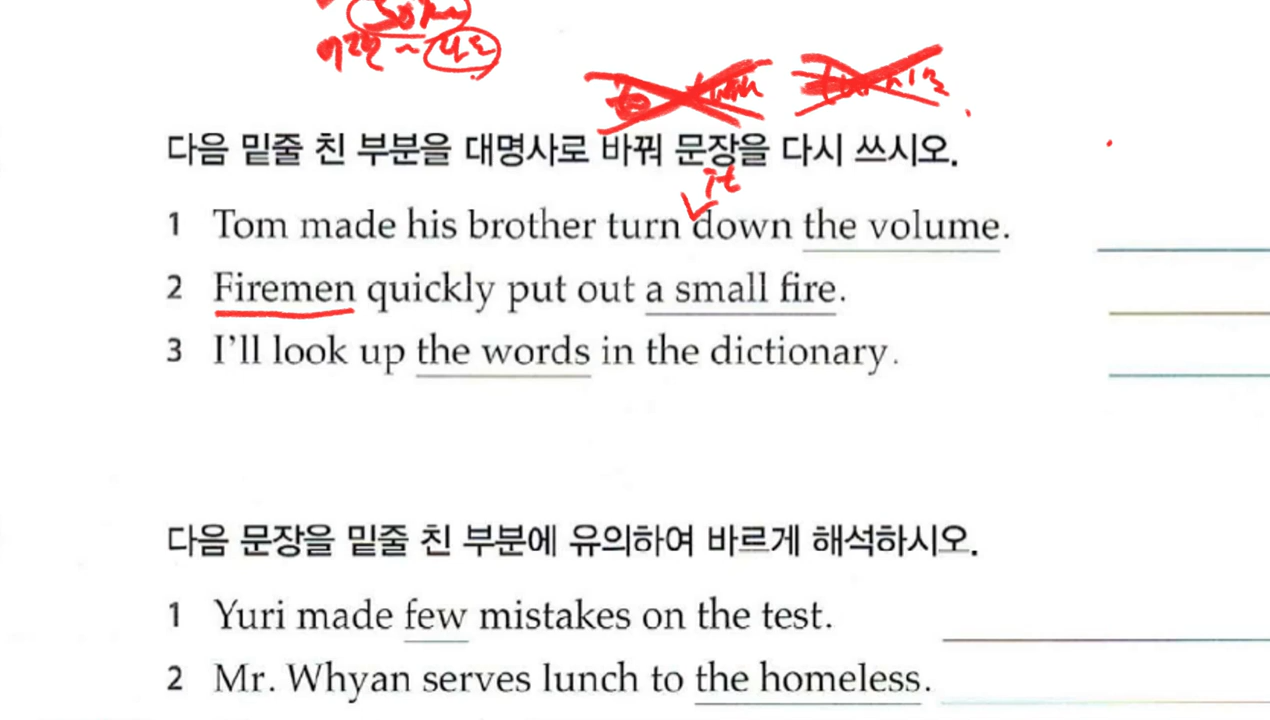 다음 밑줄 친 부분을 대명사로 바꿔 문장을 다시 쓰시오.
it
1 Tom made his brother turn down the volume.
2 Firemen quickly put out a small fire.
3 I'll look up the words in the dictionary.
다음 문장을 밑줄 친 부분에 유의하여 바르게 해석하시오.
1 Yuri made few mistakes on the test.
2 Mr. Whyan serves lunch to the homeless.